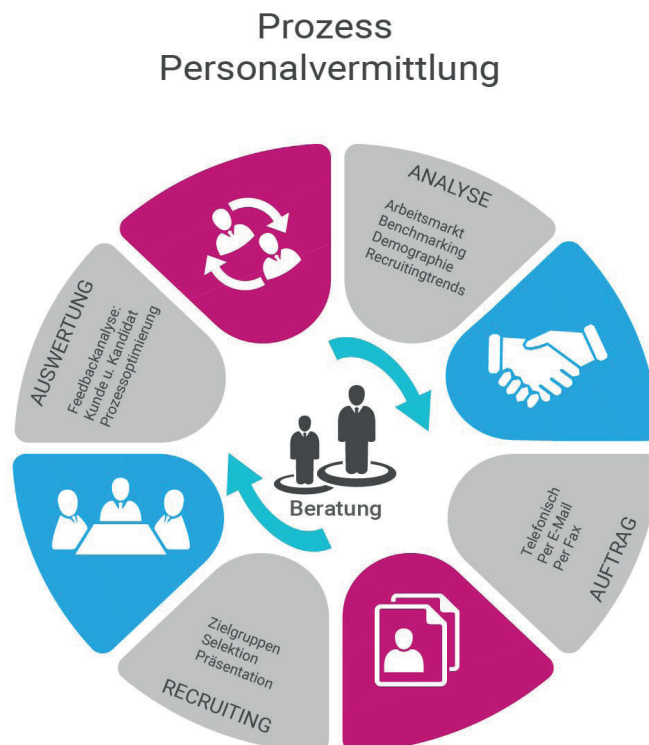 Prozess
Personalvermittlung
ANALYSE
Arbeitsmarkt
Benchmarking
Demographie
Recruitingtrends
AUFTRAG
Telefonisch
Per E-Mail
Per Fax
RECRUITING
Zielgruppen
Selektion
Präsentation
AUSWERTUNG
Feedbackanalyse:
Kunde u. Kandidat
Prozessoptimierung
Beratung